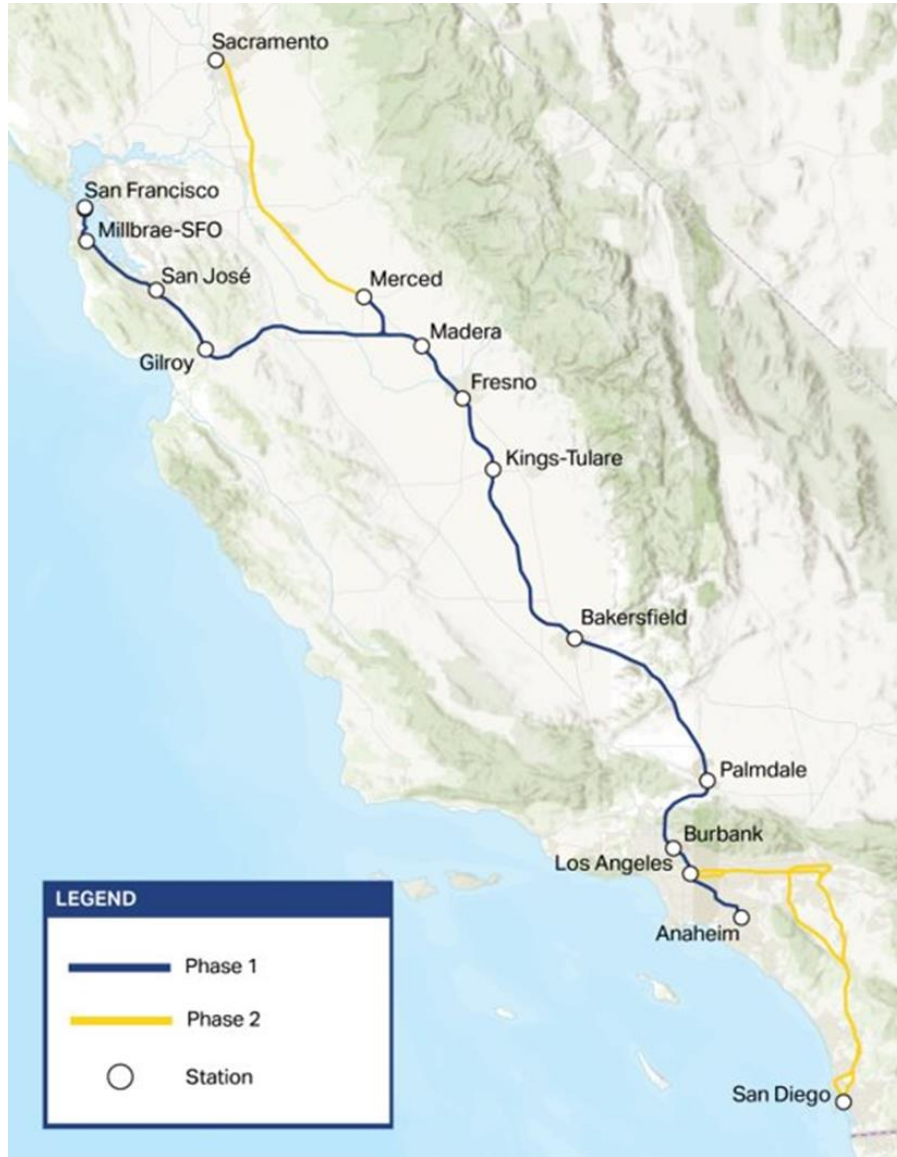 Sacramento
San Francisco
Millbrae-SFO
San José
Merced
Madera
Gilroy
Fresno
Kings-Tulare
Bakersfield
Palmdale
Burbank
Los Angeles
Anaheim
San Diego
LEGEND
Phase 1
Phase 2
Station